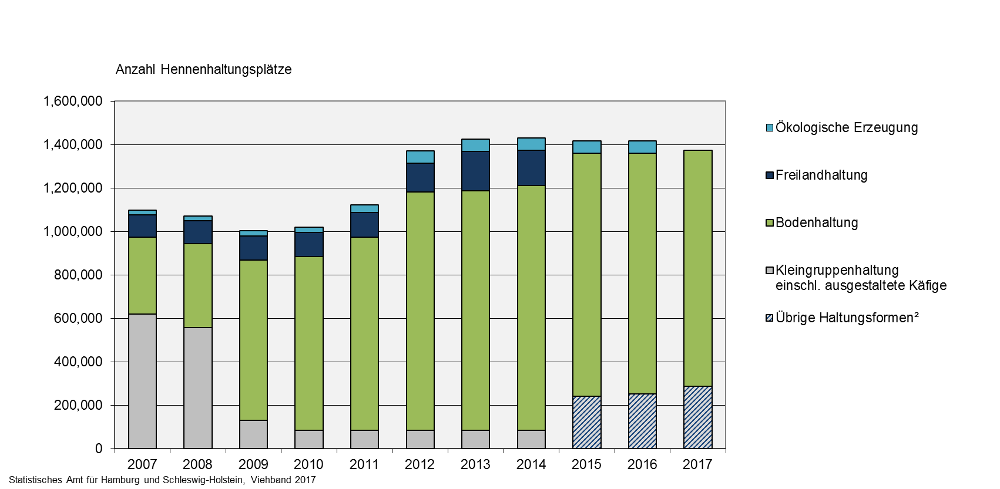 Anzahl Hennenhaltungsplätze
1,600,000
1,400,000
1,200,000
1,000,000
800,000
600,000
400,000
200,000
0
2007 2008 2009 2010 2011 2012 2013 2014 2015 2016 2017
Ökologische Erzeugung
Freilandhaltung
Bodenhaltung
Kleingruppenhaltung
einschl. ausgestaltete Käfige
Übrige Haltungsformen²
Statistisches Amt für Hamburg und Schleswig-Holstein, Viehband 2017